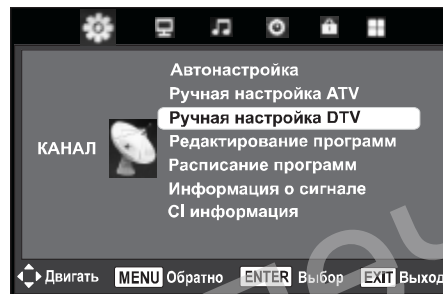 Автонастройка
Ручная настройка ATV
Ручная настройка DTV
КАНАЛ
Редактирование программ
Расписание программ
Информация о сигнале
CI информация
Двигать MENU Обратно ENTER Выбор EXIT Выход